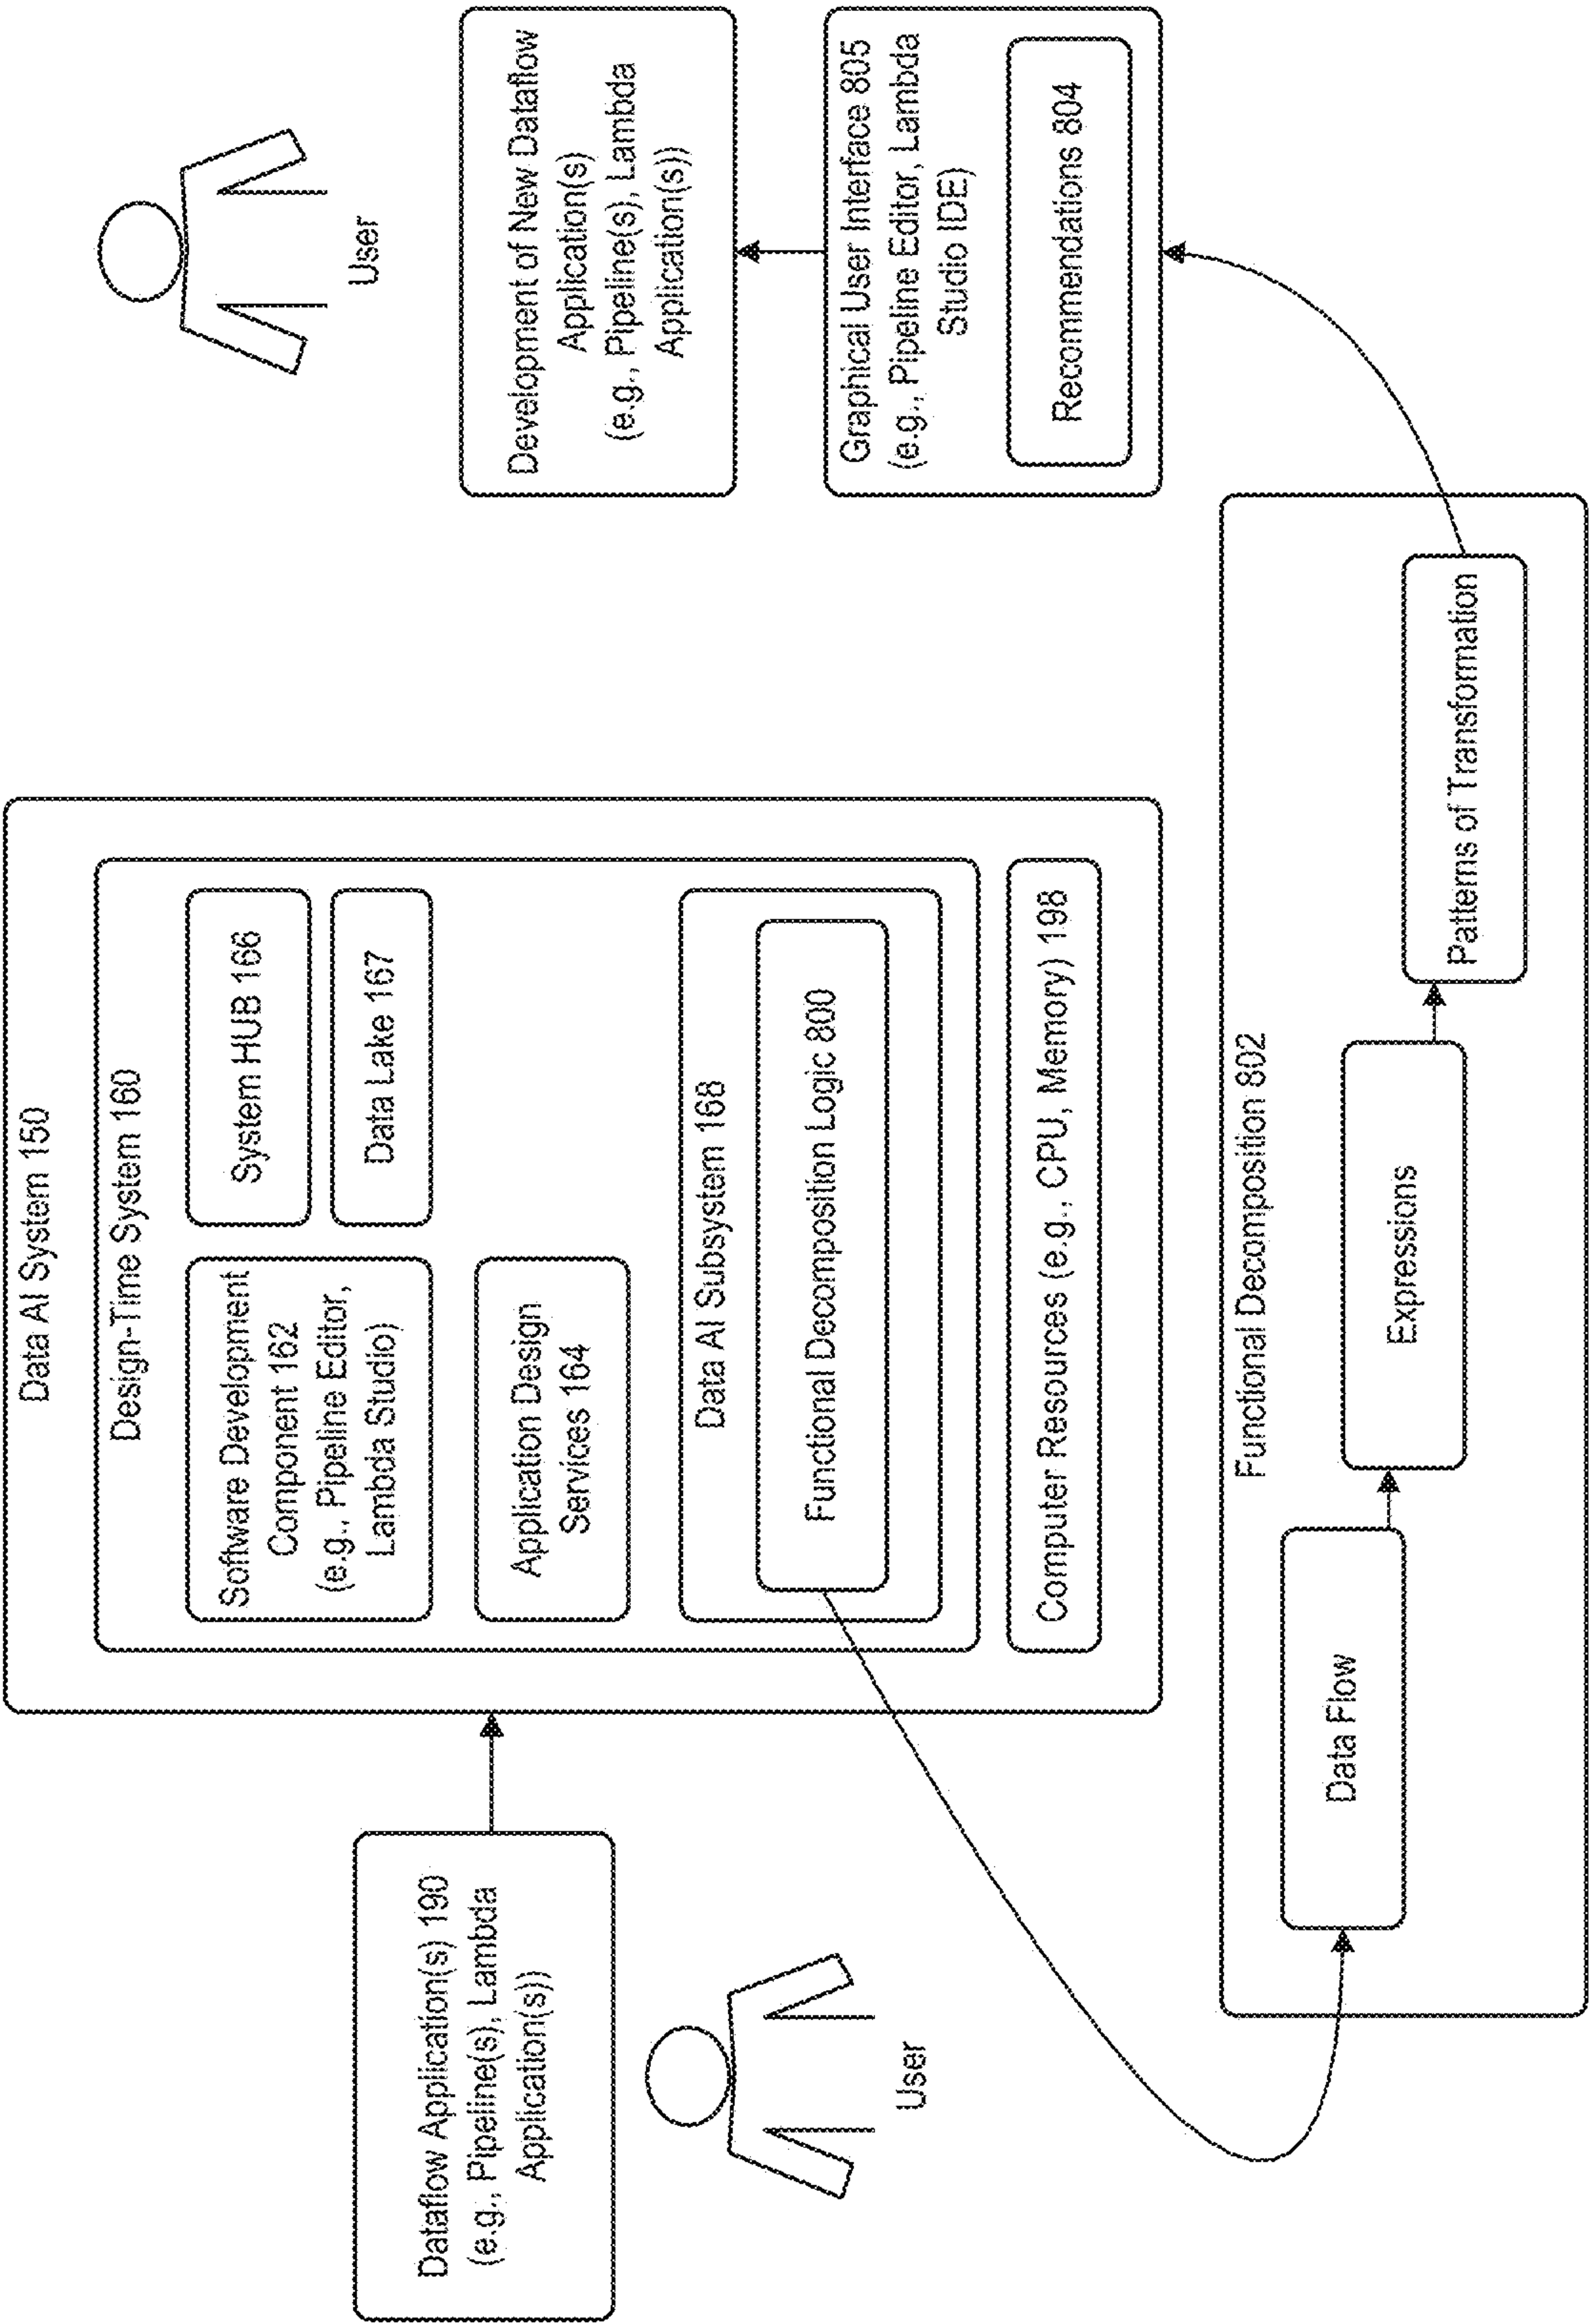 Data AI System 150
Design-Time System 160
Software Development
Component 162
(e.g., Pipeline Editor,
Lambda Studio)
System HUB 166
Data Lake 167
Application Design
Services 164
Data AI Subsystem 168
Functional Decomposition Logic 800
Computer Resources (e.g., CPU, Memory) 198
Dataflow Application(s) 190
(e.g., Pipeline(s), Lambda
Application(s))
User
Functional Decomposition 802
Data Flow
Expressions
Patterns of Transformation
Graphical User Interface 805
(e.g., Pipeline Editor, Lambda
Studio IDE)
Recommendations 804
Development of New Dataflow
Application(s)
(e.g., Pipeline(s), Lambda
Application(s))
User